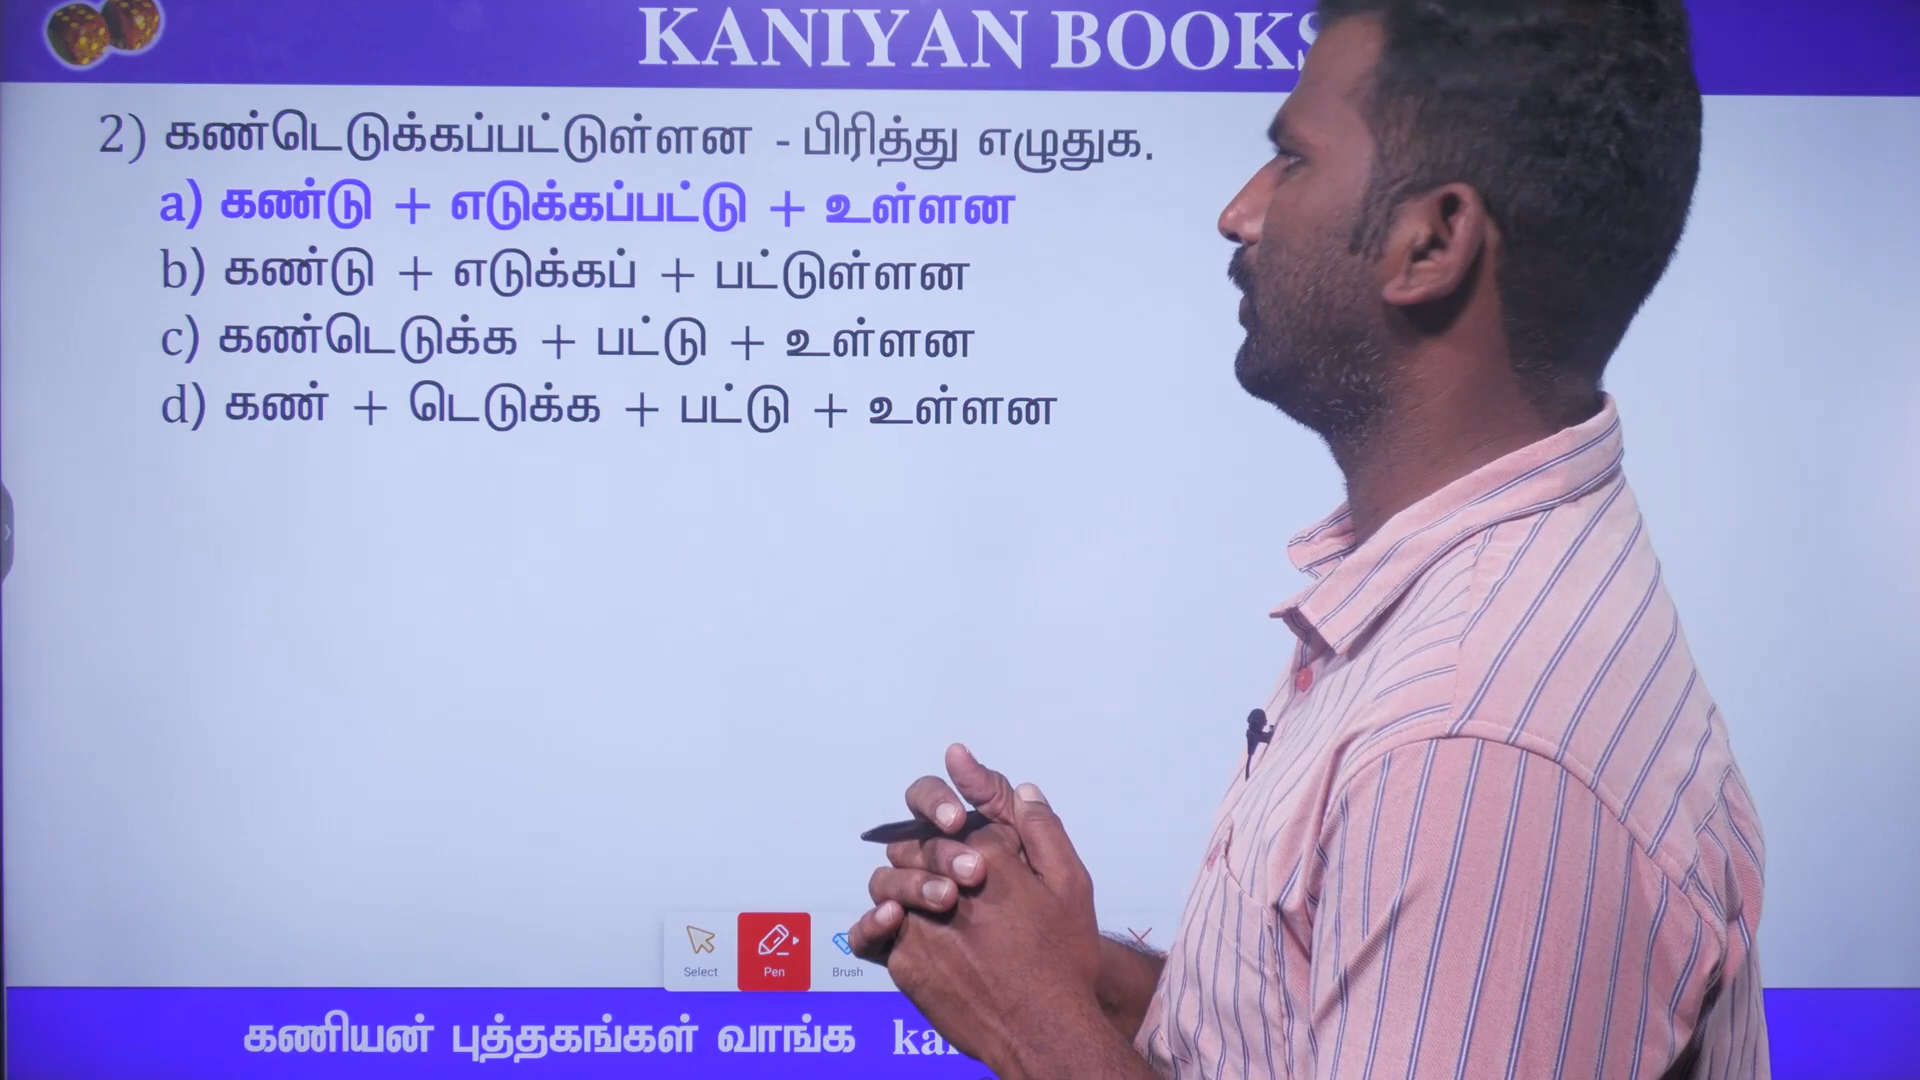 KANIYAN BOOKS
2) கண்டெடுக்கப்பட்டுள்ளன - பிரித்து எழுதுக.
a) கண்டு + எடுக்கப்பட்டு + உள்ளன
b) கண்டு + எடுக்கப் + பட்டுள்ளன
c) கண்டெடுக்க + பட்டு + உள்ளன
d) கண் + டெடுக்க + பட்டு + உள்ளன
Select Pen Brush
கணியன் புத்தகங்கள் வாங்க